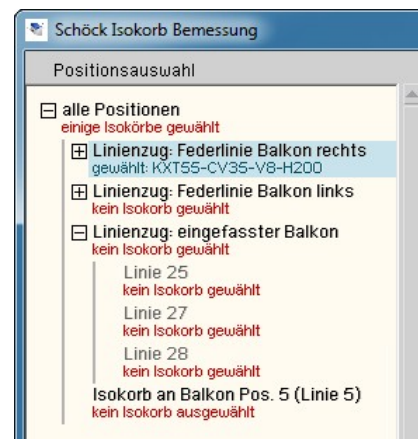 Schöck Isokorb Bemessung
Positionsauswahl
alle Positionen
einige Isokörbe gewählt
Linienzug: Federlinie Balkon rechts
gewählt: KXT55-CV35-V8-H200
Linienzug: Federlinie Balkon links
kein Isokorb gewählt
Linienzug: eingefasster Balkon
kein Isokorb gewählt
Linie 25
kein Isokorb gewählt
Linie 27
kein Isokorb gewählt
Linie 28
kein Isokorb gewählt
Isokorb an Balkon Pos. 5 (Linie 5)
kein Isokorb ausgewählt